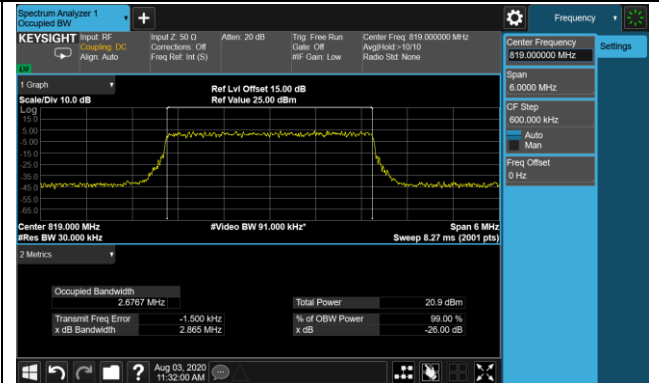 Spectrum Analyzer 1
Occupied BW
+
Frequency
KEYSIGHT
Input: RF
Coupling: DC
Align: Auto
Input Z: 50 Ω
Corrections: Off
Freq Ref: Int (S)
Atten: 20 dB
Trig: Free Run
Gate: Off
#IF Gain: Low
Center Freq: 819.000000 MHz
Avg|Hold:>10/10
Radio Std: None
Center Frequency
819.000000 MHz
Settings
Span
6.0000 MHz
CF Step
600.000 kHz
Auto
Man
Freq Offset
0 Hz
1 Graph
Scale/Div 10.0 dB
Ref Lvl Offset 15.00 dB
Ref Value 25.00 dBm
Log
15.0
5.00
-5.00
-15.0
-25.0
-35.0
-45.0
-55.0
-65.0
Center 819.000 MHz
#Video BW 91.000 kHz*
Span 6 MHz
#Res BW 30.000 kHz
Sweep 8.27 ms (2001 pts)
2 Metrics
Occupied Bandwidth
2.6767 MHz
Total Power
20.9 dBm
Transmit Freq Error
-1.500 kHz
% of OBW Power
99.00 %
x dB Bandwidth
2.865 MHz
x dB
-26.00 dB
?
Aug 03, 2020
11:32:00 AM